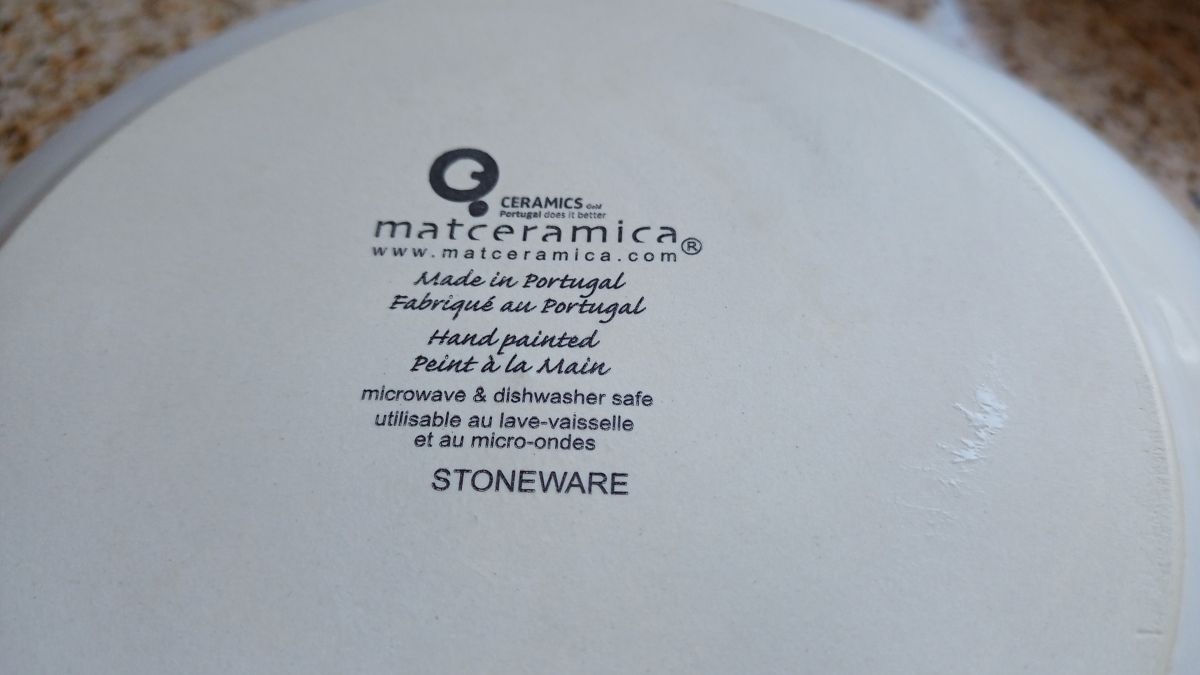 CERAMICS Gold
Portugal does it better
matceramica®
www.matceramica.com
Made in Portugal
Fabriqué au Portugal
Hand painted
Peint à la Main
microwave & dishwasher safe
utilisable au lave-vaisselle
et au micro-ondes
STONEWARE